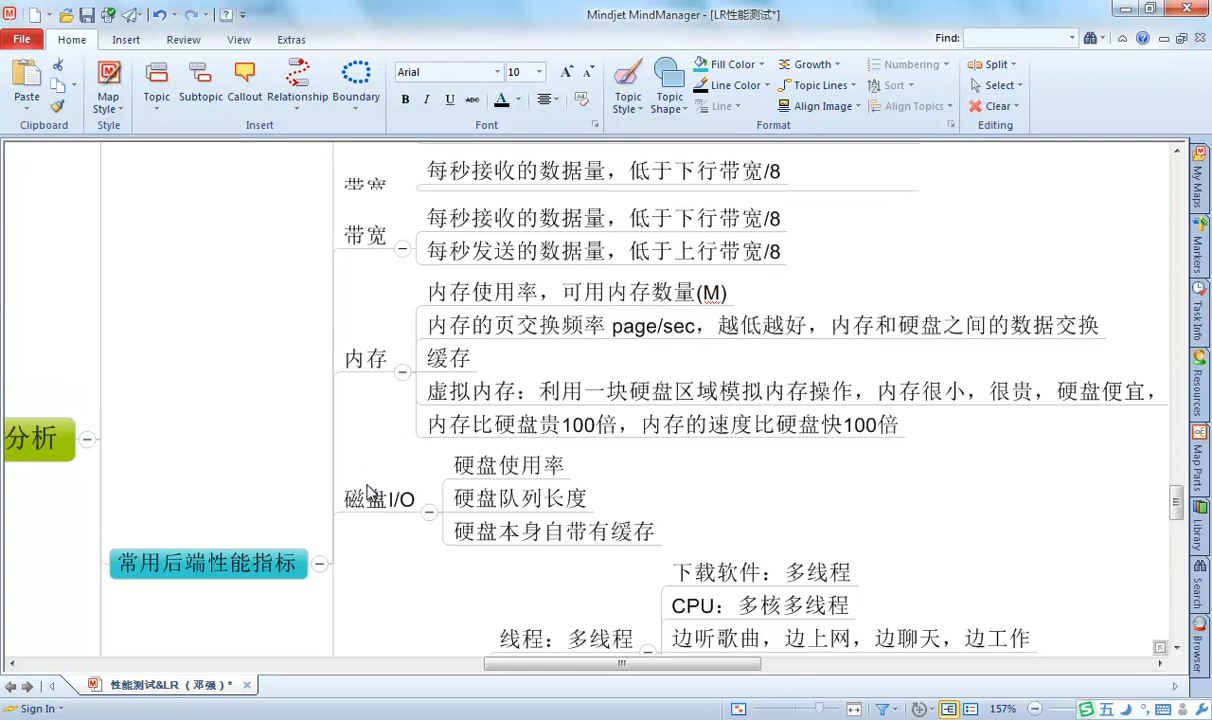 Mindjet MindManager - [LR性能测试*]
File
Home
Insert
Review
View
Extras
Find:
Paste
Map Style
Topic
Subtopic
Callout
Relationship
Boundary
Arial
10
B I U abc A
Topic Style
Topic Shape
Fill Color
Line Color
Line
Growth
Topic Lines
Align Image
Numbering
Sort
Align Topics
Split
Select
Clear
Clipboard
Style
Insert
Font
Format
Editing
每秒接收的数据量，低于下行带宽/8
带宽
带宽
每秒接收的数据量，低于下行带宽/8
每秒发送的数据量，低于上行带宽/8
内存
内存使用率，可用内存数量(M)
内存的页交换频率 page/sec，越低越好，内存和硬盘之间的数据交换
缓存
虚拟内存：利用一块硬盘区域模拟内存操作，内存很小，很贵，硬盘便宜，
内存比硬盘贵100倍，内存的速度比硬盘快100倍
分析
磁盘I/O
硬盘使用率
硬盘队列长度
硬盘本身自带有缓存
常用后端性能指标
线程：多线程
下载软件：多线程
CPU：多核多线程
边听歌曲，边上网，边聊天，边工作
My Maps
Markers
Task Info
Resources
Map Parts
Library
Search
Browser
性能测试&LR （邓强）*
Sign In
157%
五